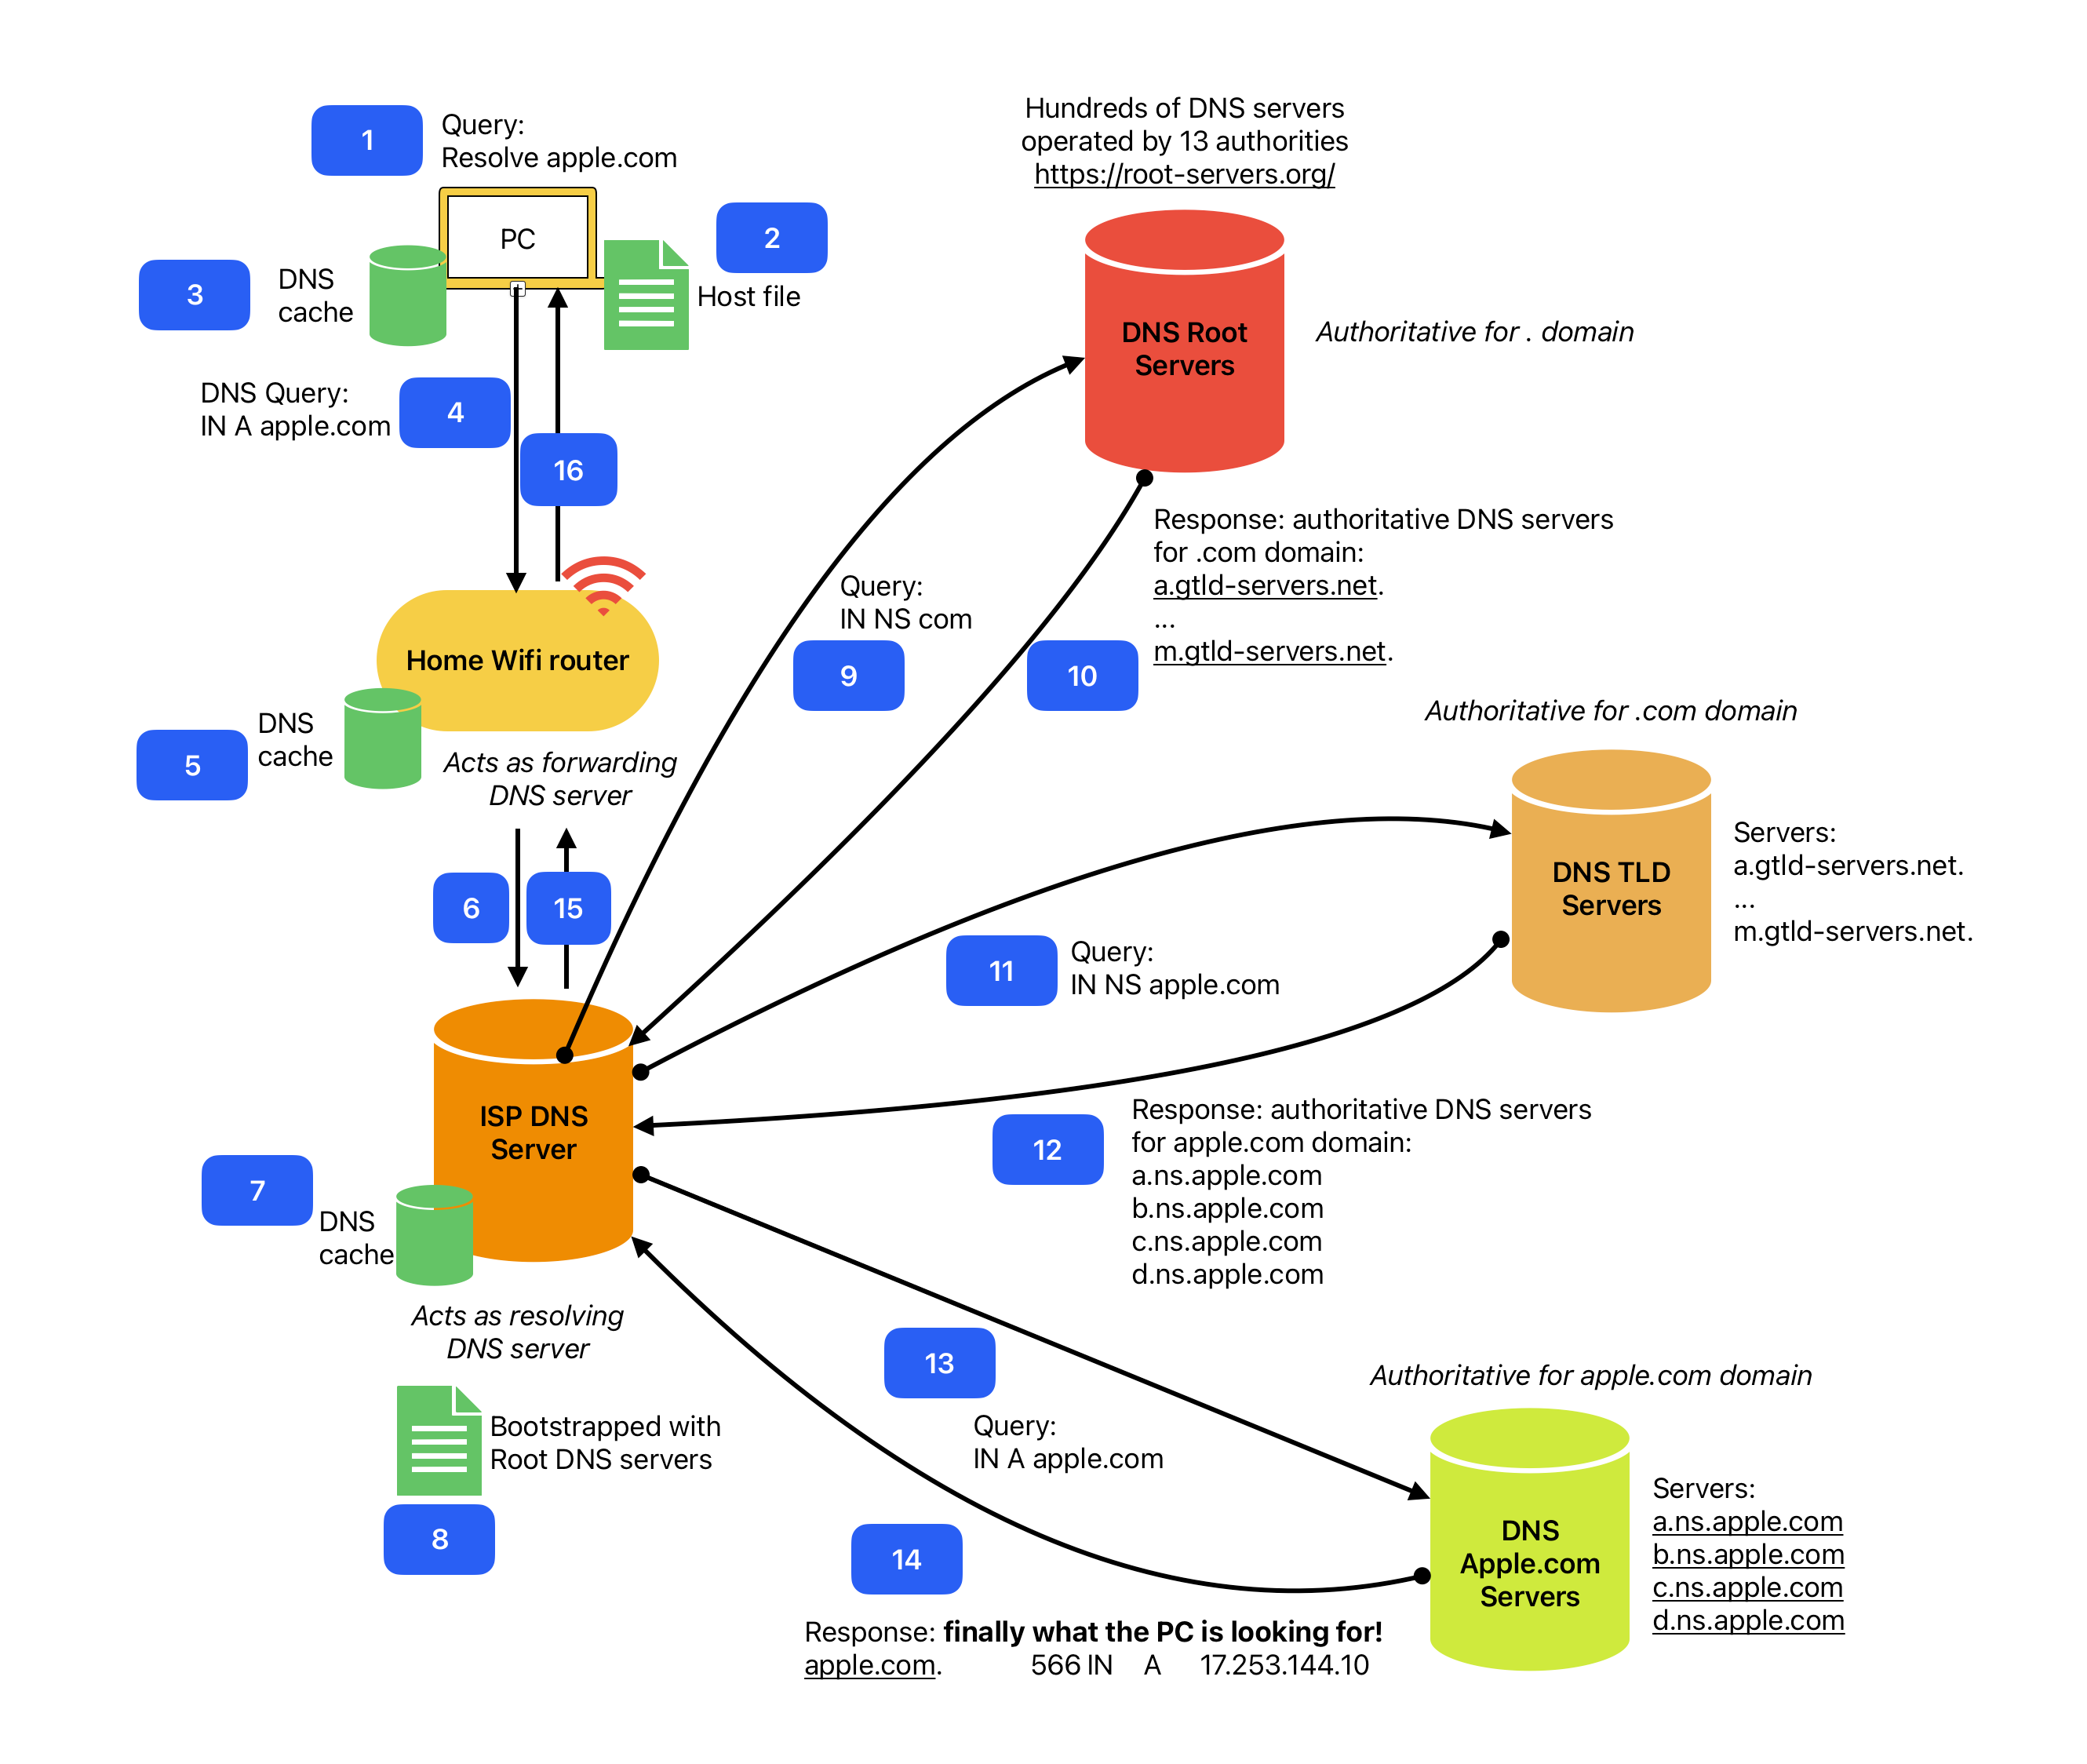 1
Query:
Resolve apple.com
PC
2
Host file
3
DNS
cache
DNS Query:
IN A apple.com
4
16
Home Wifi router
5
DNS
cache
Acts as forwarding
DNS server
6
15
ISP DNS
Server
7
DNS
cache
Acts as resolving
DNS server
Bootstrapped with
Root DNS servers
8
Hundreds of DNS servers
operated by 13 authorities
https://root-servers.org/
DNS Root
Servers
Authoritative for . domain
Query:
IN NS com
9
10
Response: authoritative DNS servers
for .com domain:
a.gtld-servers.net.
...
m.gtld-servers.net.
Authoritative for .com domain
DNS TLD
Servers
Servers:
a.gtld-servers.net.
...
m.gtld-servers.net.
11
Query:
IN NS apple.com
12
Response: authoritative DNS servers
for apple.com domain:
a.ns.apple.com
b.ns.apple.com
c.ns.apple.com
d.ns.apple.com
13
Query:
IN A apple.com
Authoritative for apple.com domain
DNS
Apple.com
Servers
Servers:
a.ns.apple.com
b.ns.apple.com
c.ns.apple.com
d.ns.apple.com
14
Response: finally what the PC is looking for!
apple.com. 566 IN A 17.253.144.10